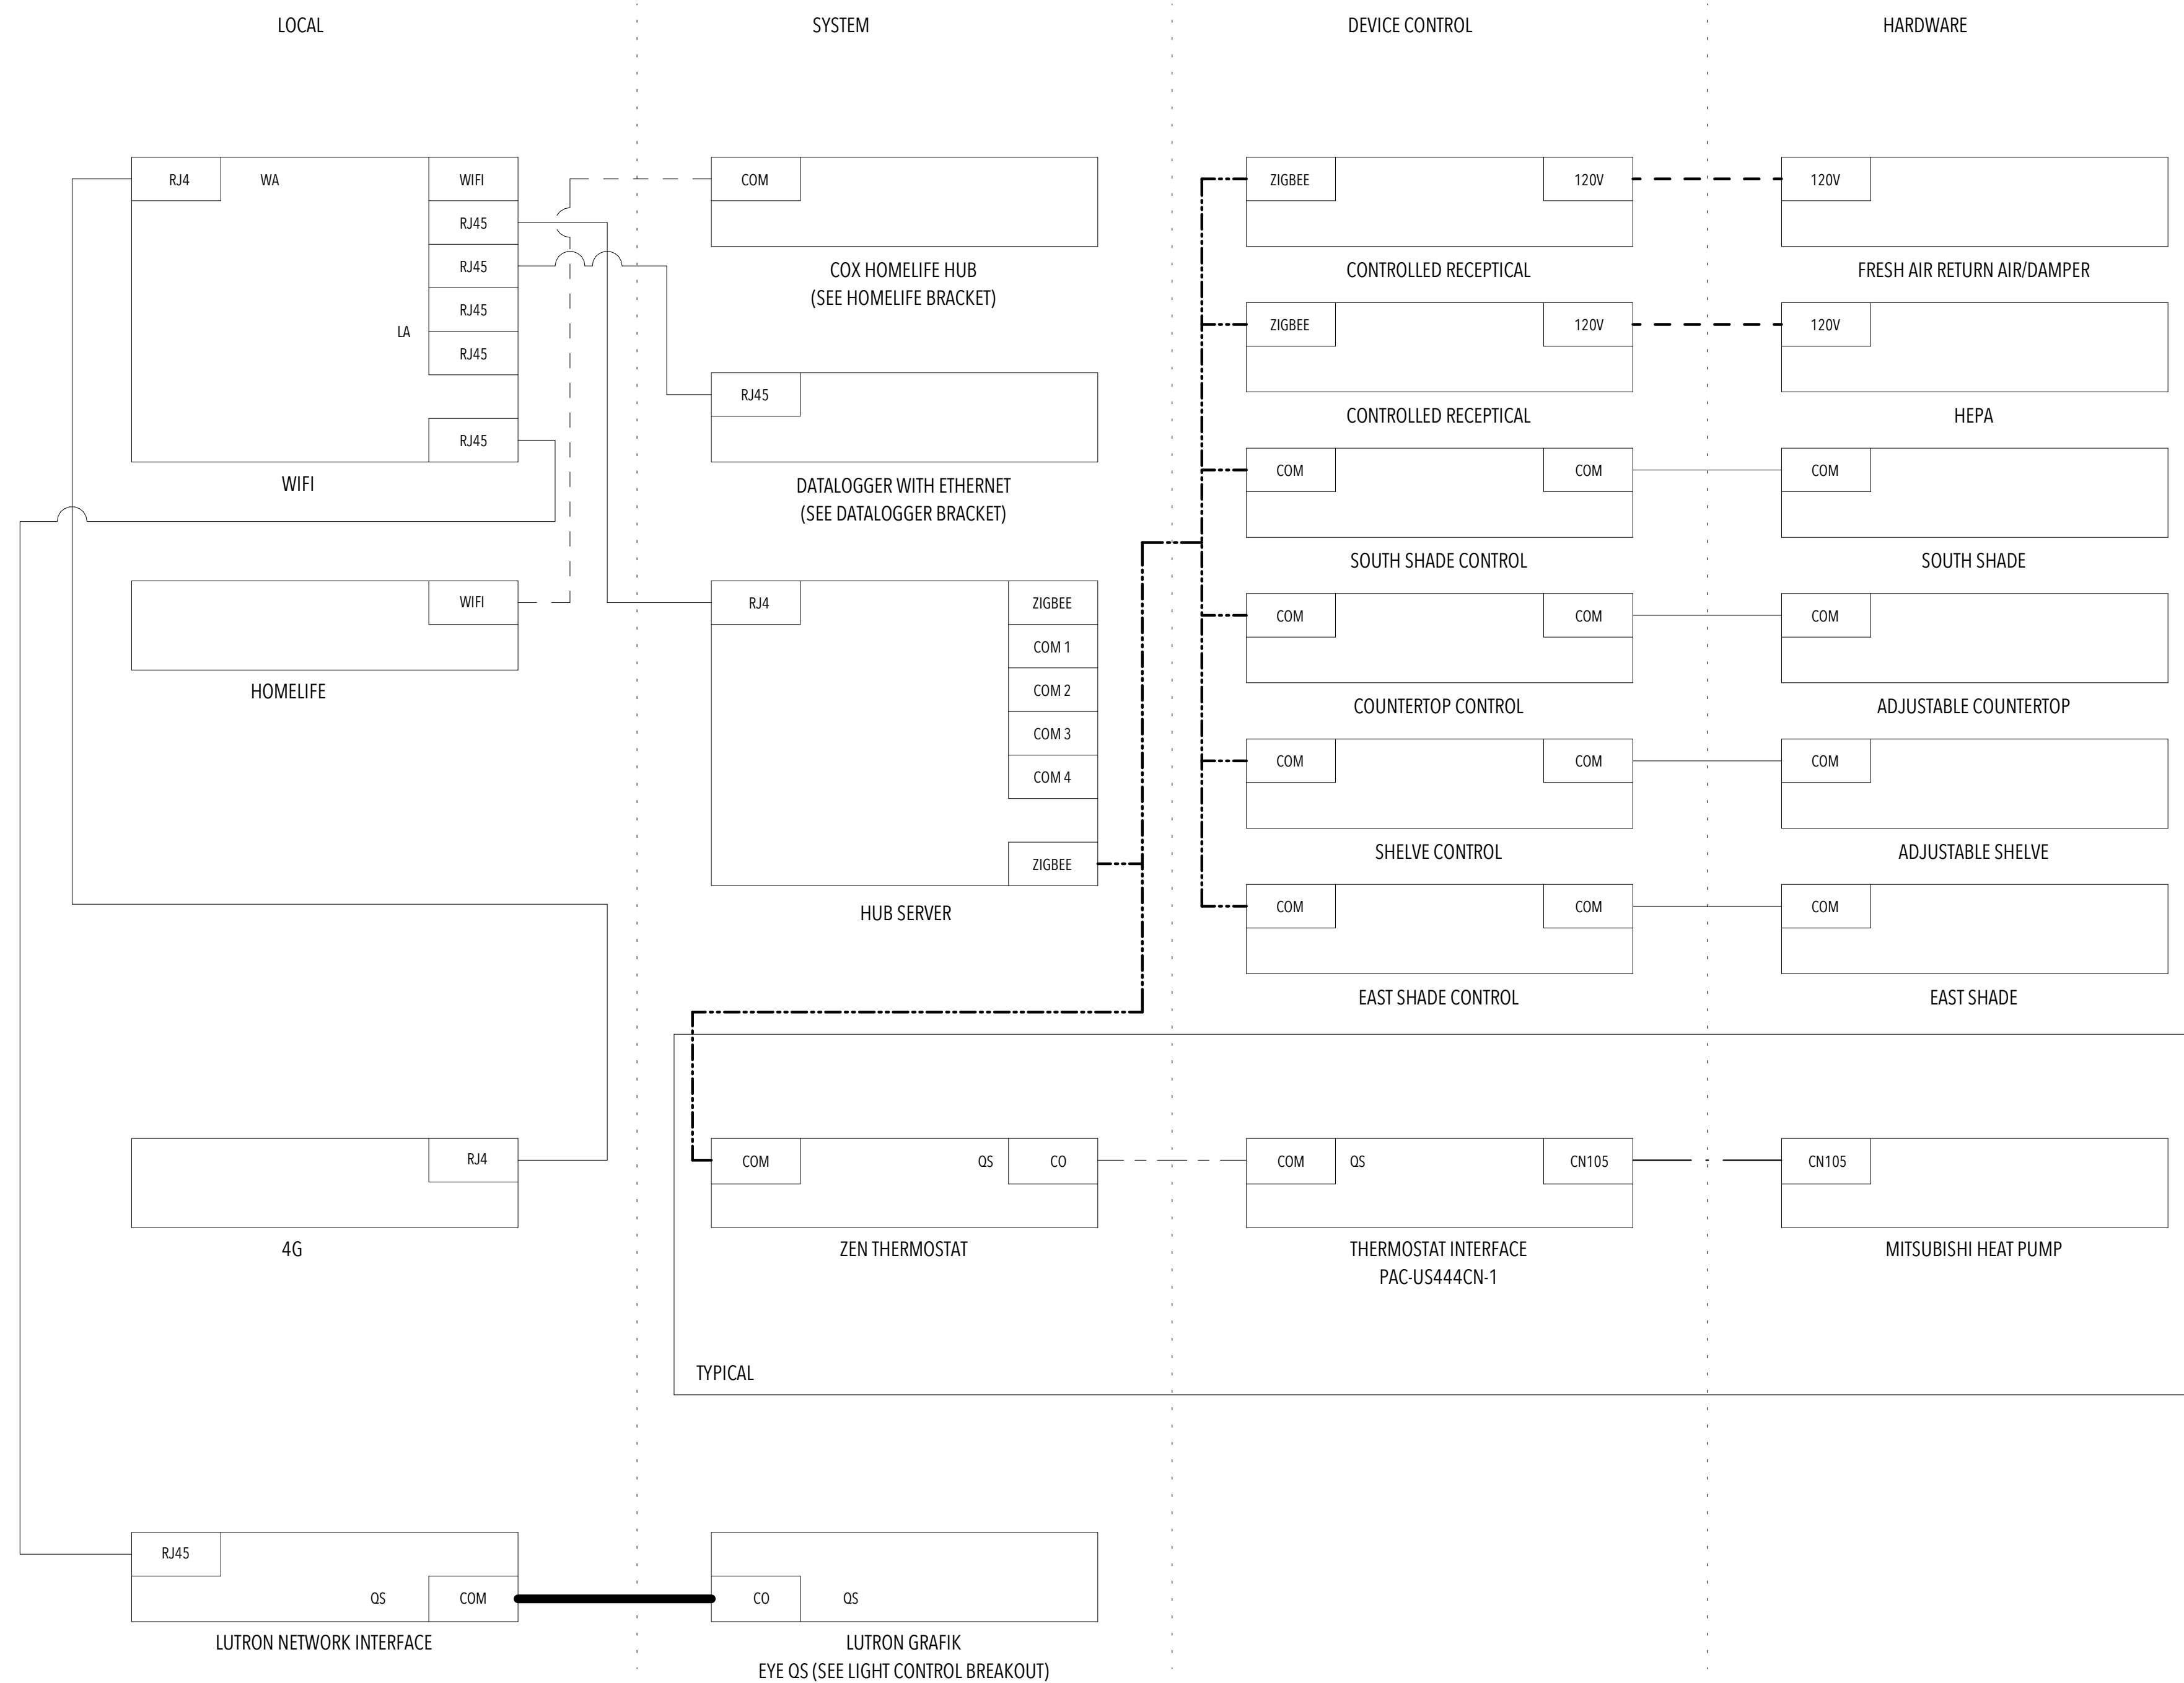 LOCAL
SYSTEM
DEVICE CONTROL
HARDWARE
RJ4
WA
WIFI
RJ45
RJ45
RJ45
LA
RJ45
RJ45
WIFI
WIFI
HOMELIFE
RJ4
4G
RJ45
QS
COM
LUTRON NETWORK INTERFACE
COM
COX HOMELIFE HUB
(SEE HOMELIFE BRACKET)
RJ45
DATALOGGER WITH ETHERNET
(SEE DATALOGGER BRACKET)
RJ4
ZIGBEE
COM 1
COM 2
COM 3
COM 4
ZIGBEE
HUB SERVER
COM
QS
CO
ZEN THERMOSTAT
TYPICAL
CO
QS
LUTRON GRAFIK
EYE QS (SEE LIGHT CONTROL BREAKOUT)
ZIGBEE
120V
CONTROLLED RECEPTICAL
ZIGBEE
120V
CONTROLLED RECEPTICAL
COM
COM
SOUTH SHADE CONTROL
COM
COM
COUNTERTOP CONTROL
COM
COM
SHELVE CONTROL
COM
COM
EAST SHADE CONTROL
COM
QS
CN105
THERMOSTAT INTERFACE
PAC-US444CN-1
120V
FRESH AIR RETURN AIR/DAMPER
120V
HEPA
COM
SOUTH SHADE
COM
ADJUSTABLE COUNTERTOP
COM
ADJUSTABLE SHELVE
COM
EAST SHADE
CN105
MITSUBISHI HEAT PUMP